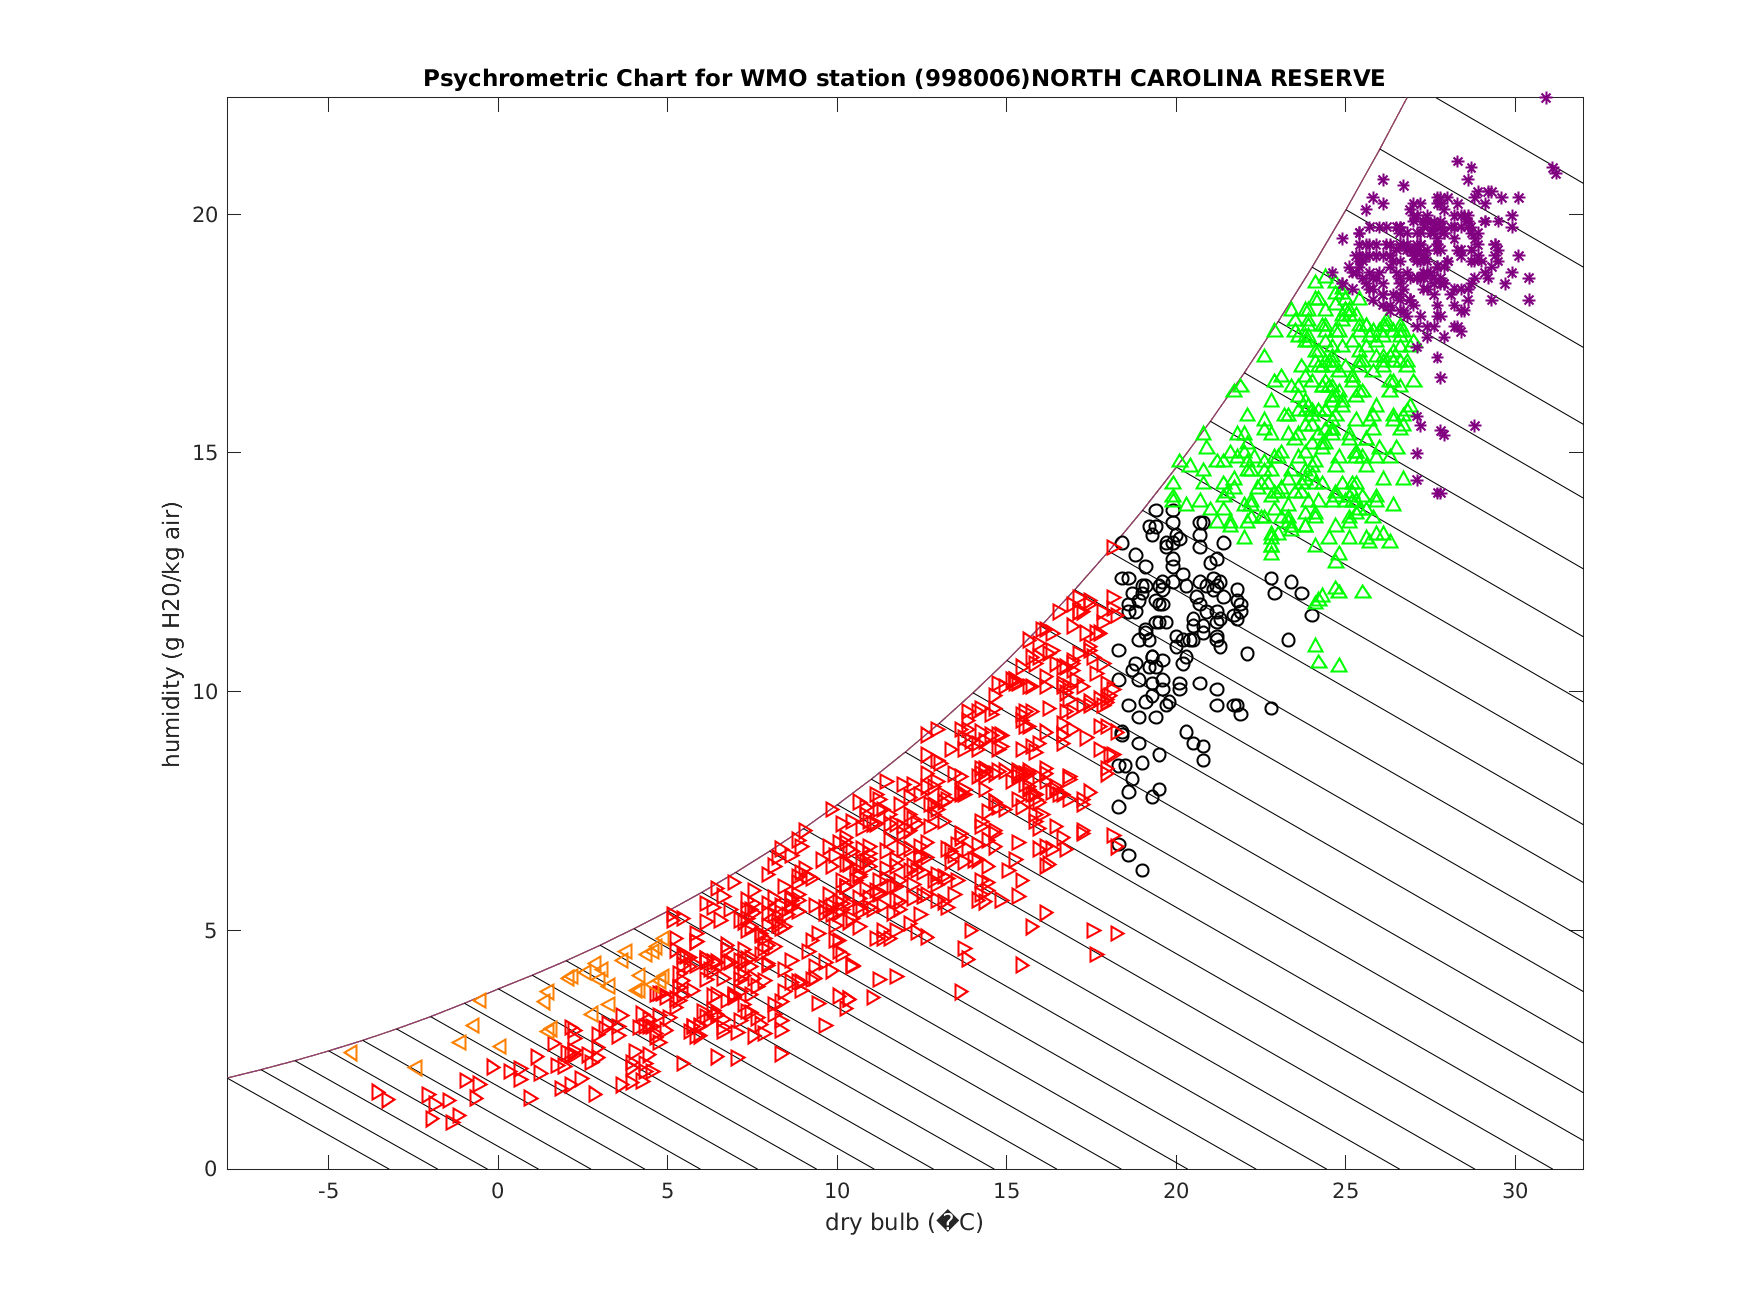 Psychrometric Chart for WMO station (998006)NORTH CAROLINA RESERVE
humidity (g H20/kg air)
20
15
10
5
0
-5 0 5 10 15 20 25 30
dry bulb (�C)